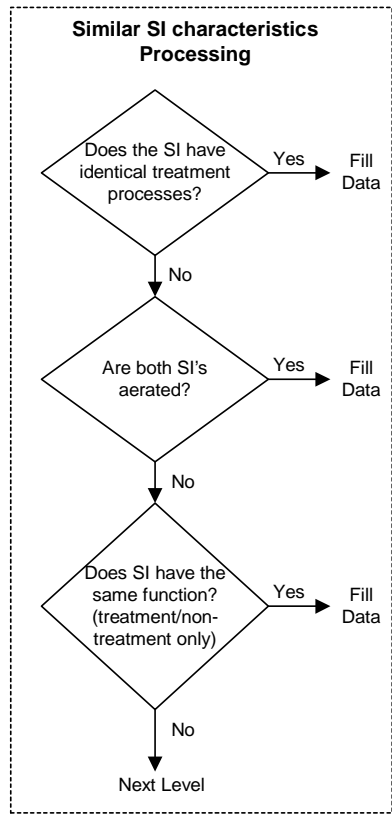 Similar SI characteristics
Processing
Does the SI have
identical treatment
processes?
Yes
Fill
Data
No
Are both SI's
aerated?
Yes
Fill
Data
No
Does SI have the
same function?
(treatment/non-
treatment only)
Yes
Fill
Data
No
Next Level